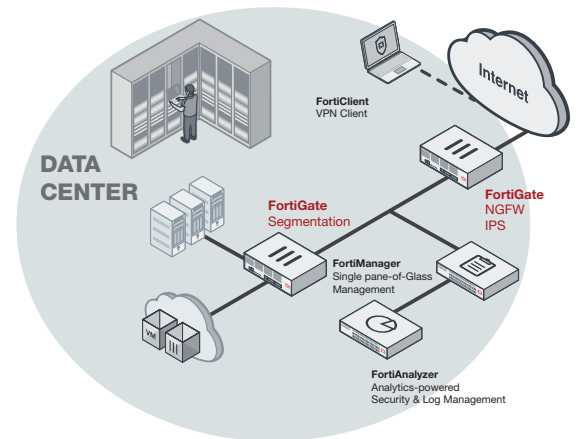 Internet
FortiClient
VPN Client
DATA
CENTER
FortiGate
NGFW
IPS
FortiGate
Segmentation
FortiManager
Single pane-of-Glass
Management
VM
FortiAnalyzer
Analytics-powered
Security & Log Management